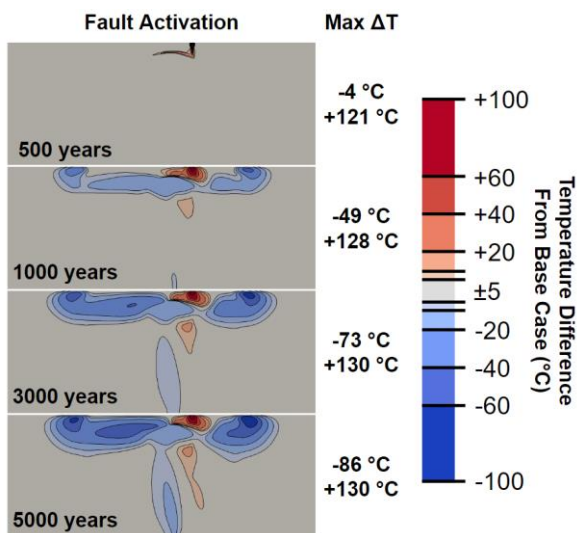 Fault Activation
Max ΔT
500 years
-4 °C
+121 °C
1000 years
-49 °C
+128 °C
3000 years
-73 °C
+130 °C
5000 years
-86 °C
+130 °C
+100
+60
+40
+20
±5
-20
-40
-60
-100
Temperature Difference
From Base Case (°C)